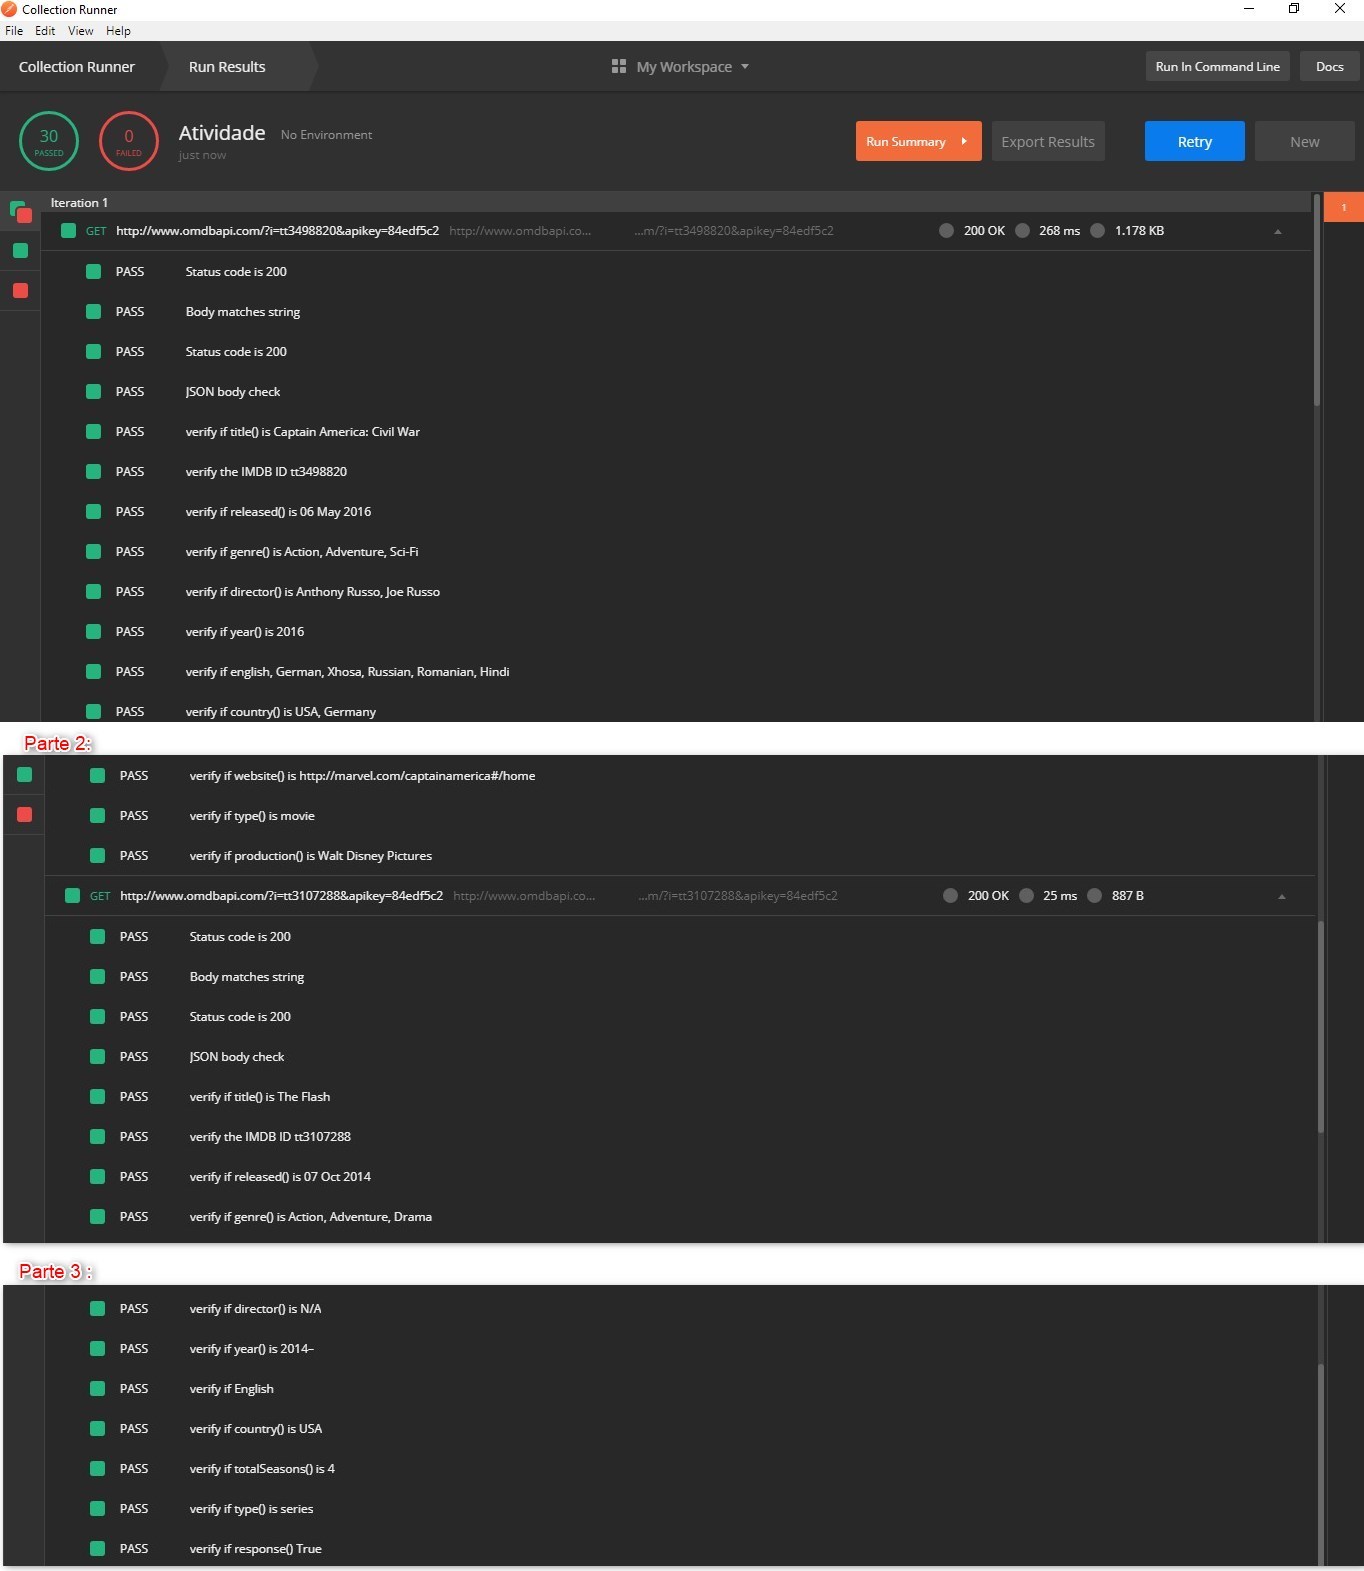 Collection Runner
File Edit View Help
Collection Runner Run Results My Workspace Run In Command Line Docs
30 PASSED 0 FAILED Atividade No Environment just now Run Summary Export Results Retry New
Iteration 1 1
GET http://www.omdbapi.com/?i=tt3498820&apikey=84edf5c2 http://www.omdbapi.co... ...m/?i=tt3498820&apikey=84edf5c2 200 OK 268 ms 1.178 KB
PASS Status code is 200
PASS Body matches string
PASS Status code is 200
PASS JSON body check
PASS verify if title() is Captain America: Civil War
PASS verify the IMDB ID tt3498820
PASS verify if released() is 06 May 2016
PASS verify if genre() is Action, Adventure, Sci-Fi
PASS verify if director() is Anthony Russo, Joe Russo
PASS verify if year() is 2016
PASS verify if english, German, Xhosa, Russian, Romanian, Hindi
PASS verify if country() is USA, Germany
Parte 2:
PASS verify if website() is http://marvel.com/captainamerica#/home
PASS verify if type() is movie
PASS verify if production() is Walt Disney Pictures
GET http://www.omdbapi.com/?i=tt3107288&apikey=84edf5c2 http://www.omdbapi.co... ...m/?i=tt3107288&apikey=84edf5c2 200 OK 25 ms 887 B
PASS Status code is 200
PASS Body matches string
PASS Status code is 200
PASS JSON body check
PASS verify if title() is The Flash
PASS verify the IMDB ID tt3107288
PASS verify if released() is 07 Oct 2014
PASS verify if genre() is Action, Adventure, Drama
Parte 3 :
PASS verify if director() is N/A
PASS verify if year() is 2014–
PASS verify if English
PASS verify if country() is USA
PASS verify if totalSeasons() is 4
PASS verify if type() is series
PASS verify if response() True